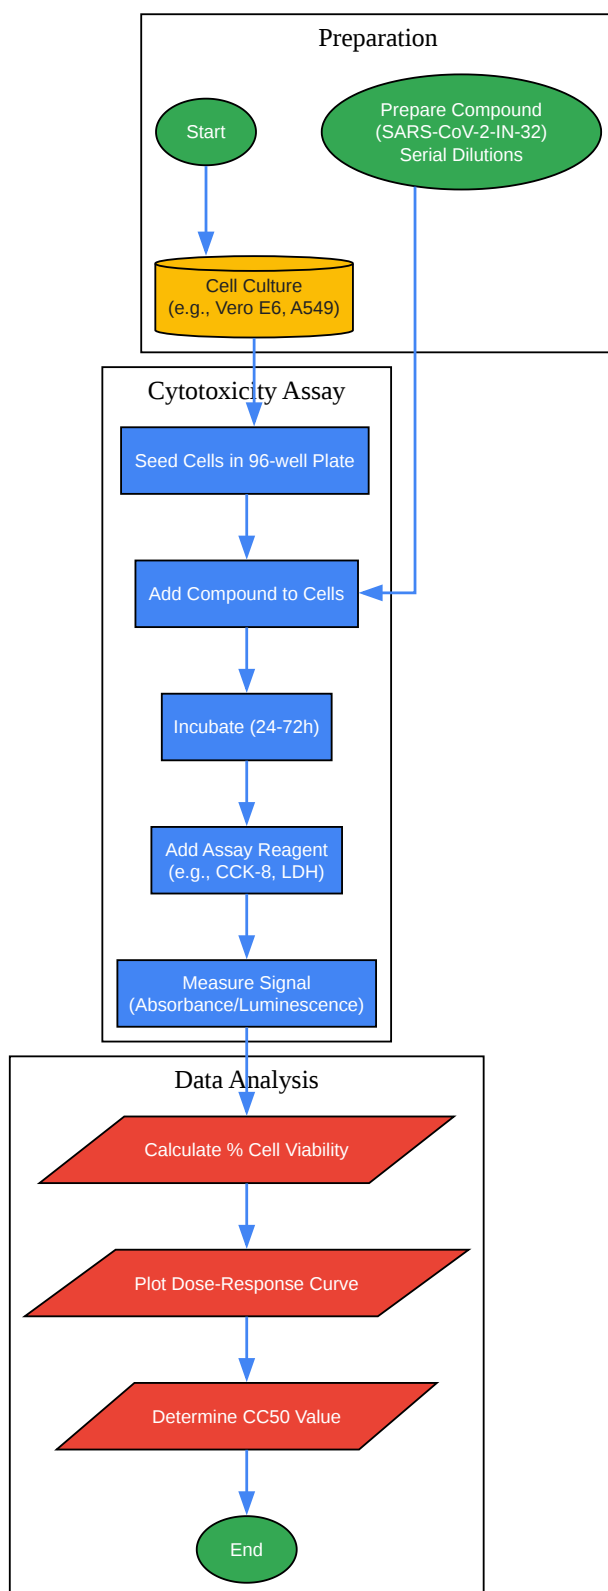 Preparation
Start
Prepare Compound
(SARS-CoV-2-IN-32)
Serial Dilutions
Cell Culture
(e.g., Vero E6, A549)
Cytotoxicity Assay
Seed Cells in 96-well Plate
Add Compound to Cells
Incubate (24-72h)
Add Assay Reagent
(e.g., CCK-8, LDH)
Measure Signal
(Absorbance/Luminescence)
Data Analysis
Calculate % Cell Viability
Plot Dose-Response Curve
Determine CC50 Value
End